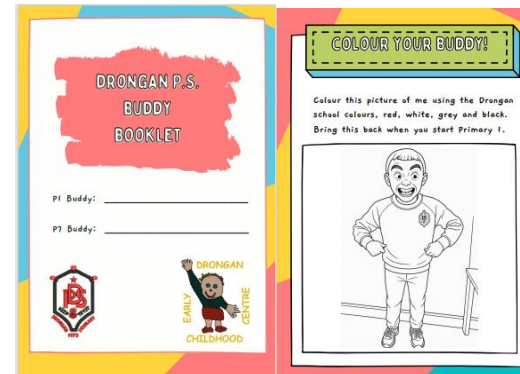 DRONGAN P.S.
BUDDY
BOOKLET
P1 Buddy:
P7 Buddy:
DRONGAN
EARLY
CENTRE
CHILDHOOD
COLOUR YOUR BUDDY!
Colour this picture of me using the Drongan
school colours, red, white, grey and black.
Bring this back when you start Primary 1.